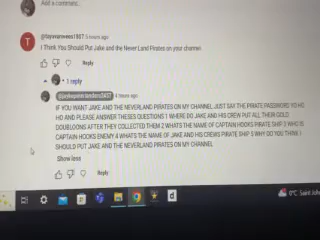 Add a comment...
5 hours ago
I Think You Should Put Jake and the Never Land Pirates on your channel
Reply
1 reply
4 hours ago
IF YOU WANT JAKE AND THE NEVERLAND PIRATES ON MY CHANNEL JUST SAY THE PIRATE PASSWORD YO HO
HO AND PLEASE ANSWER THESES QUESTIONS 1 WHERE DO JAKE AND HIS CREW PUT ALL THEIR GOLD
DOUBLOONS AFTER THEY COLLECTED THEM 2 WHATS THE NAME OF CAPTAIN HOOKS PIRATE SHIP 3 WHO IS
CAPTAIN HOOKS ENEMY 4 WHATS THE NAME OF JAKE AND HIS CREWS PIRATE SHIP 5 WHY DO YOU THINK I
SHOULD PUT JAKE AND THE NEVERLAND PIRATES ON MY CHANNEL
Show less
Reply
0°C Saint John